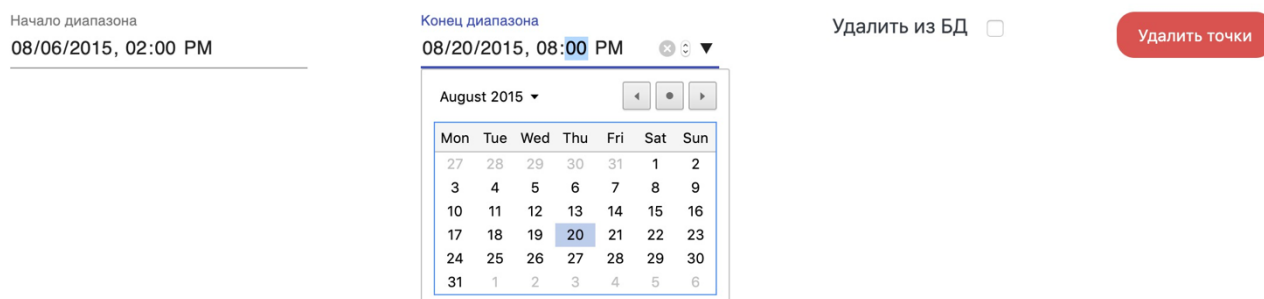 Начало диапазона
08/06/2015, 02:00 PM
Конец диапазона
08/20/2015, 08:00 PM
August 2015
Mon Tue Wed Thu Fri Sat Sun
27 28 29 30 31 1 2
3 4 5 6 7 8 9
10 11 12 13 14 15 16
17 18 19 20 21 22 23
24 25 26 27 28 29 30
31 1 2 3 4 5 6
Удалить из БД
Удалить точки